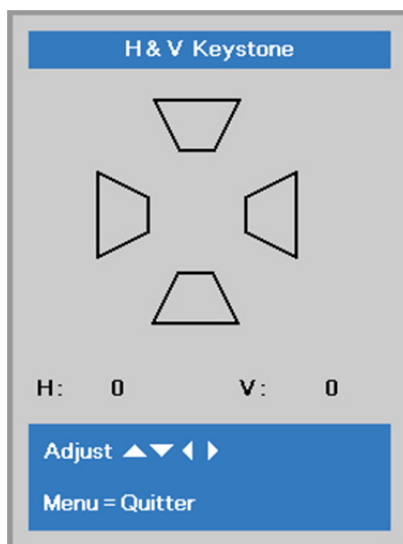 H & V Keystone
H: 0 V: 0
Adjust ▲▼◀▶
Menu = Quitter